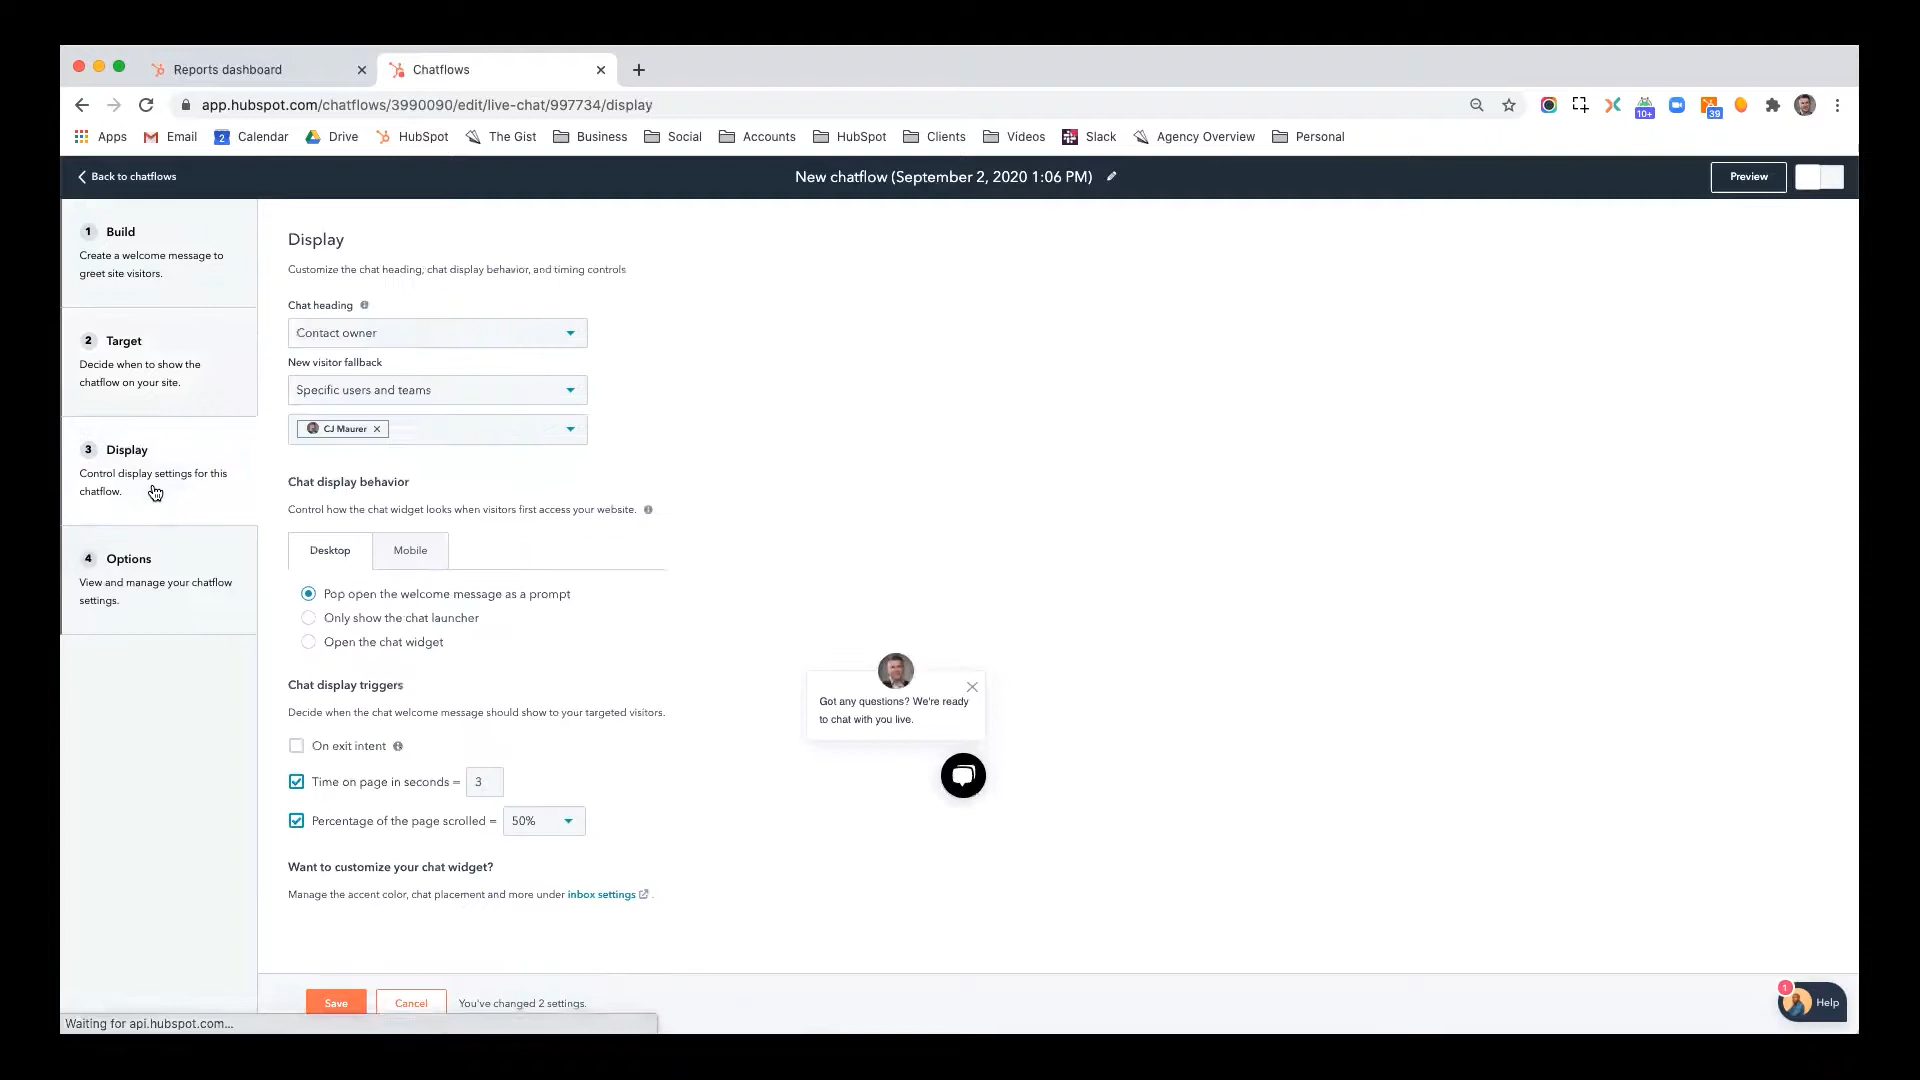 Reports dashboard
Chatflows
app.hubspot.com/chatflows/3990090/edit/live-chat/997734/display
10+
39
Apps
Email
2
Calendar
Drive
HubSpot
The Gist
Business
Social
Accounts
HubSpot
Clients
Videos
Slack
Agency Overview
Personal
Back to chatflows
New chatflow (September 2, 2020 1:06 PM)
Preview
1 Build
Create a welcome message to
greet site visitors.
2 Target
Decide when to show the
chatflow on your site.
3 Display
Control display settings for this
chatflow.
4 Options
View and manage your chatflow
settings.
Display
Customize the chat heading, chat display behavior, and timing controls
Chat heading
Contact owner
New visitor fallback
Specific users and teams
CJ Maurer
Chat display behavior
Control how the chat widget looks when visitors first access your website.
Desktop
Mobile
Pop open the welcome message as a prompt
Only show the chat launcher
Open the chat widget
Chat display triggers
Decide when the chat welcome message should show to your targeted visitors.
On exit intent
Time on page in seconds = 3
Percentage of the page scrolled = 50%
Want to customize your chat widget?
Manage the accent color, chat placement and more under inbox settings .
Got any questions? We're ready
to chat with you live.
Save
Cancel
You've changed 2 settings.
1
Help
Waiting for api.hubspot.com...